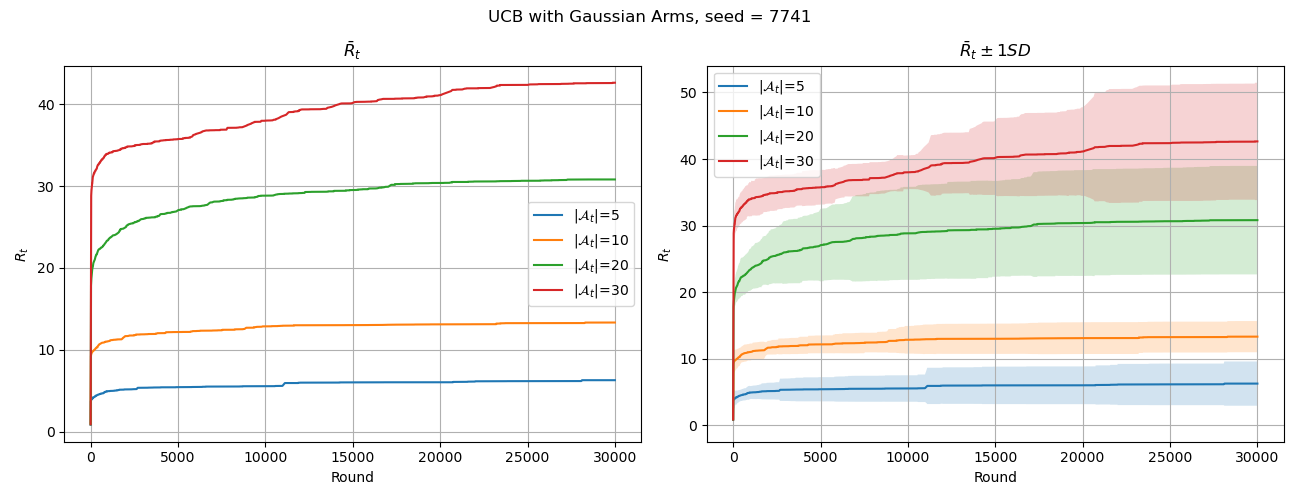 UCB with Gaussian Arms, seed = 7741
R̄ₜ
R̄ₜ ± 1SD
Rₜ
40
30
20
10
0
|𝒜ₜ|=5
|𝒜ₜ|=10
|𝒜ₜ|=20
|𝒜ₜ|=30
0 5000 10000 15000 20000 25000 30000
Round
Rₜ
50
40
30
20
10
0
|𝒜ₜ|=5
|𝒜ₜ|=10
|𝒜ₜ|=20
|𝒜ₜ|=30
0 5000 10000 15000 20000 25000 30000
Round